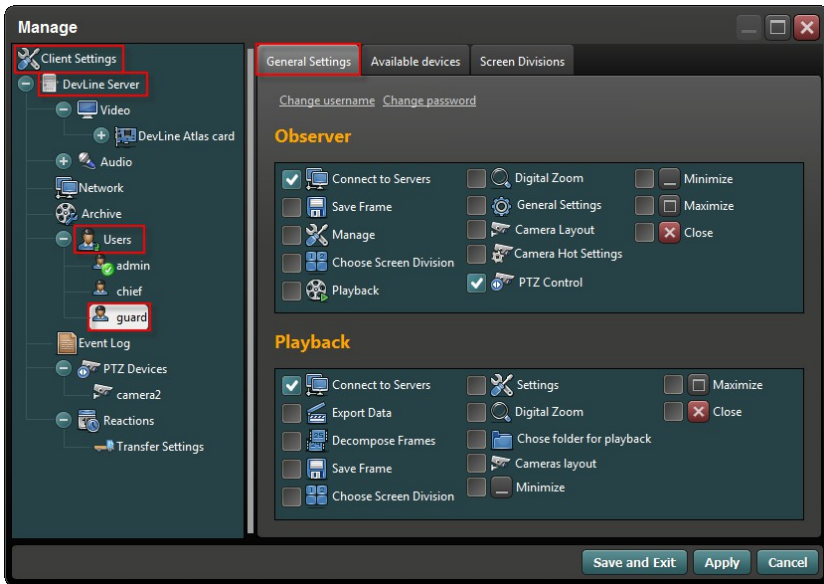 Manage
Client Settings
DevLine Server
Video
DevLine Atlas card
Audio
Network
Archive
Users
admin
chief
guard
Event Log
PTZ Devices
camera2
Reactions
Transfer Settings
General Settings Available devices Screen Divisions
Change username Change password
Observer
Connect to Servers Digital Zoom Minimize
Save Frame General Settings Maximize
Manage Camera Layout Close
Choose Screen Division Camera Hot Settings
Playback PTZ Control
Playback
Connect to Servers Settings Maximize
Export Data Digital Zoom Close
Decompose Frames Chose folder for playback
Save Frame Cameras layout
Choose Screen Division Minimize
Save and Exit Apply Cancel